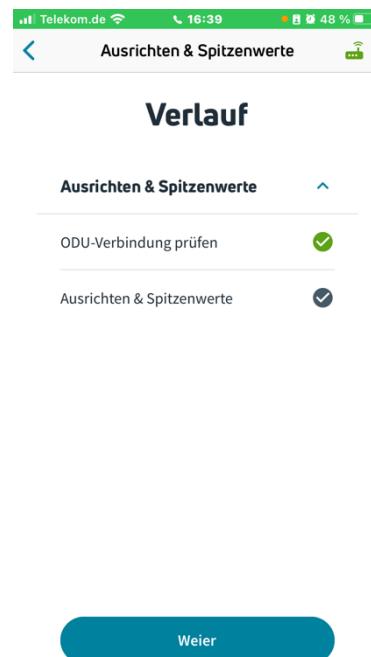 Telekom.de 16:39 48 %
Ausrichten & Spitzenwerte
Verlauf
Ausrichten & Spitzenwerte
ODU-Verbindung prüfen
Ausrichten & Spitzenwerte
Weier